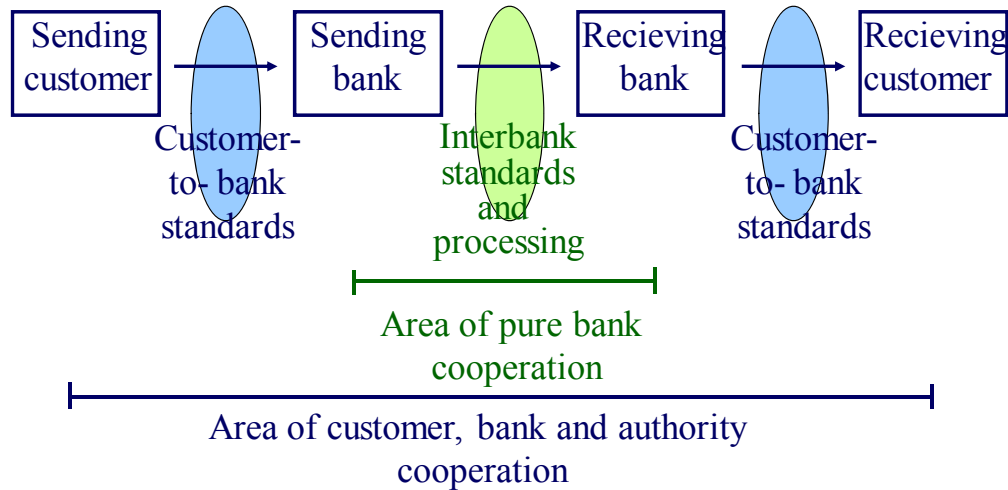 Sending
customer
Sending
bank
Recieving
bank
Recieving
customer
Customer-
to- bank
standards
Interbank
standards
and
processing
Customer-
to- bank
standards
Area of pure bank
cooperation
Area of customer, bank and authority
cooperation